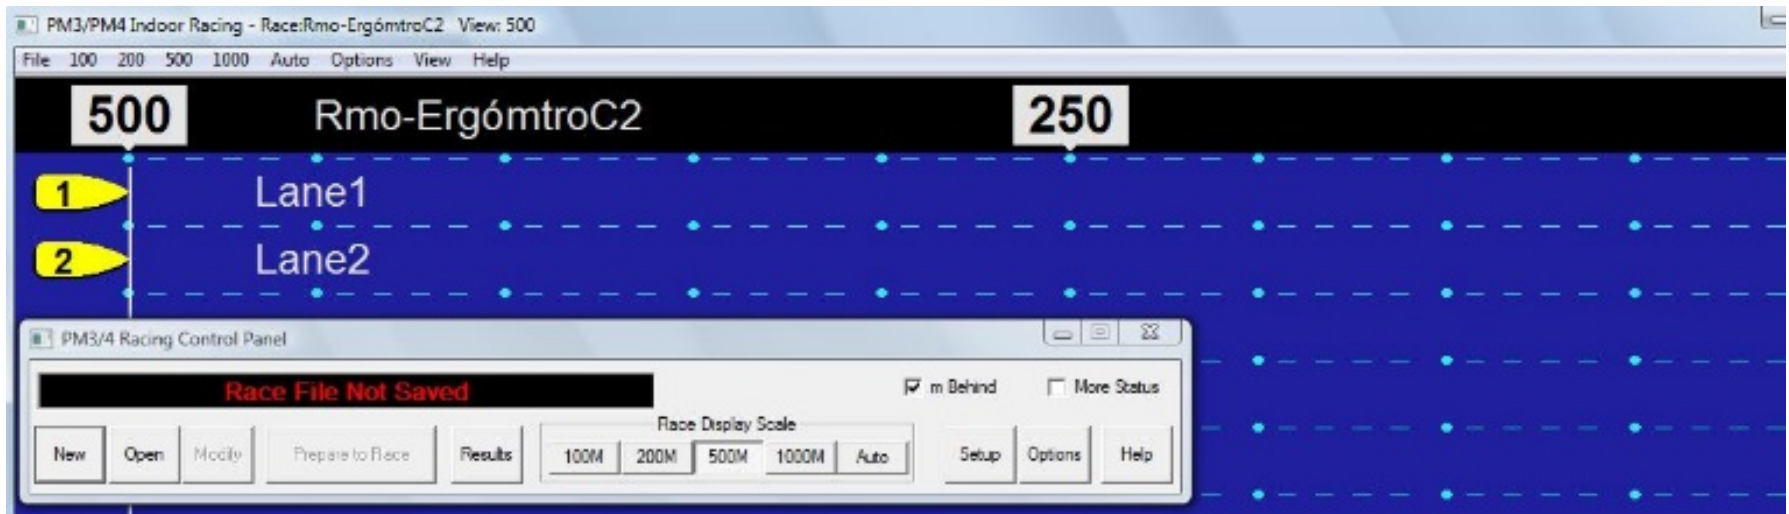 PM3/PM4 Indoor Racing - Race:Rmo-ErgómtroC2 View: 500
File 100 200 500 1000 Auto Options View Help
500 Rmo-ErgómtroC2 250
1 Lane1
2 Lane2
PM3/4 Racing Control Panel
Race File Not Saved
m Behind More Status
Race Display Scale
New Open Modify Prepare to Race Results 100M 200M 500M 1000M Auto Setup Options Help